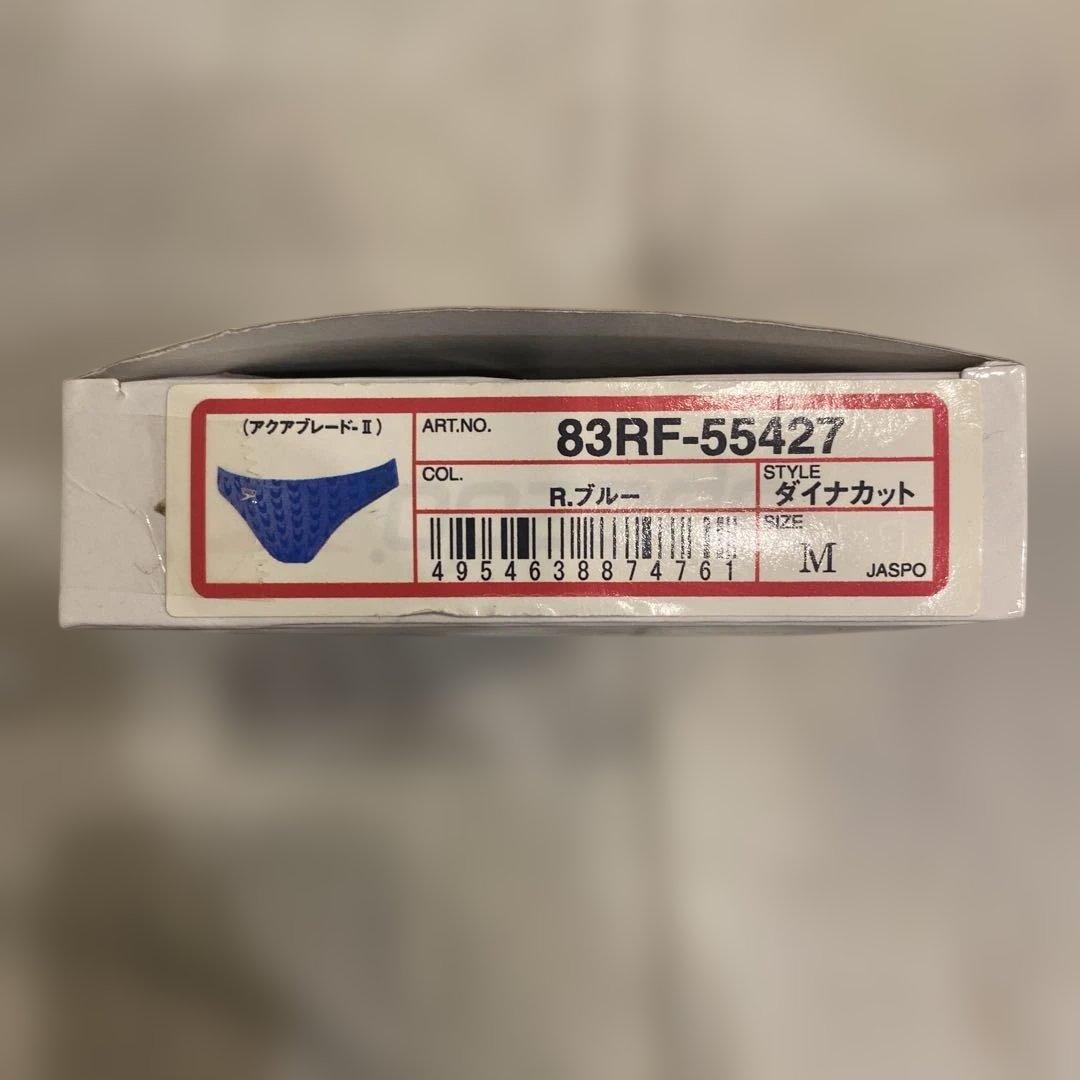 (アクアブレード-Ⅱ)
ART.NO.
83RF-55427
COL.
R.ブルー
STYLE
ダイナカット
4954638874761
SIZE
M
JASPO